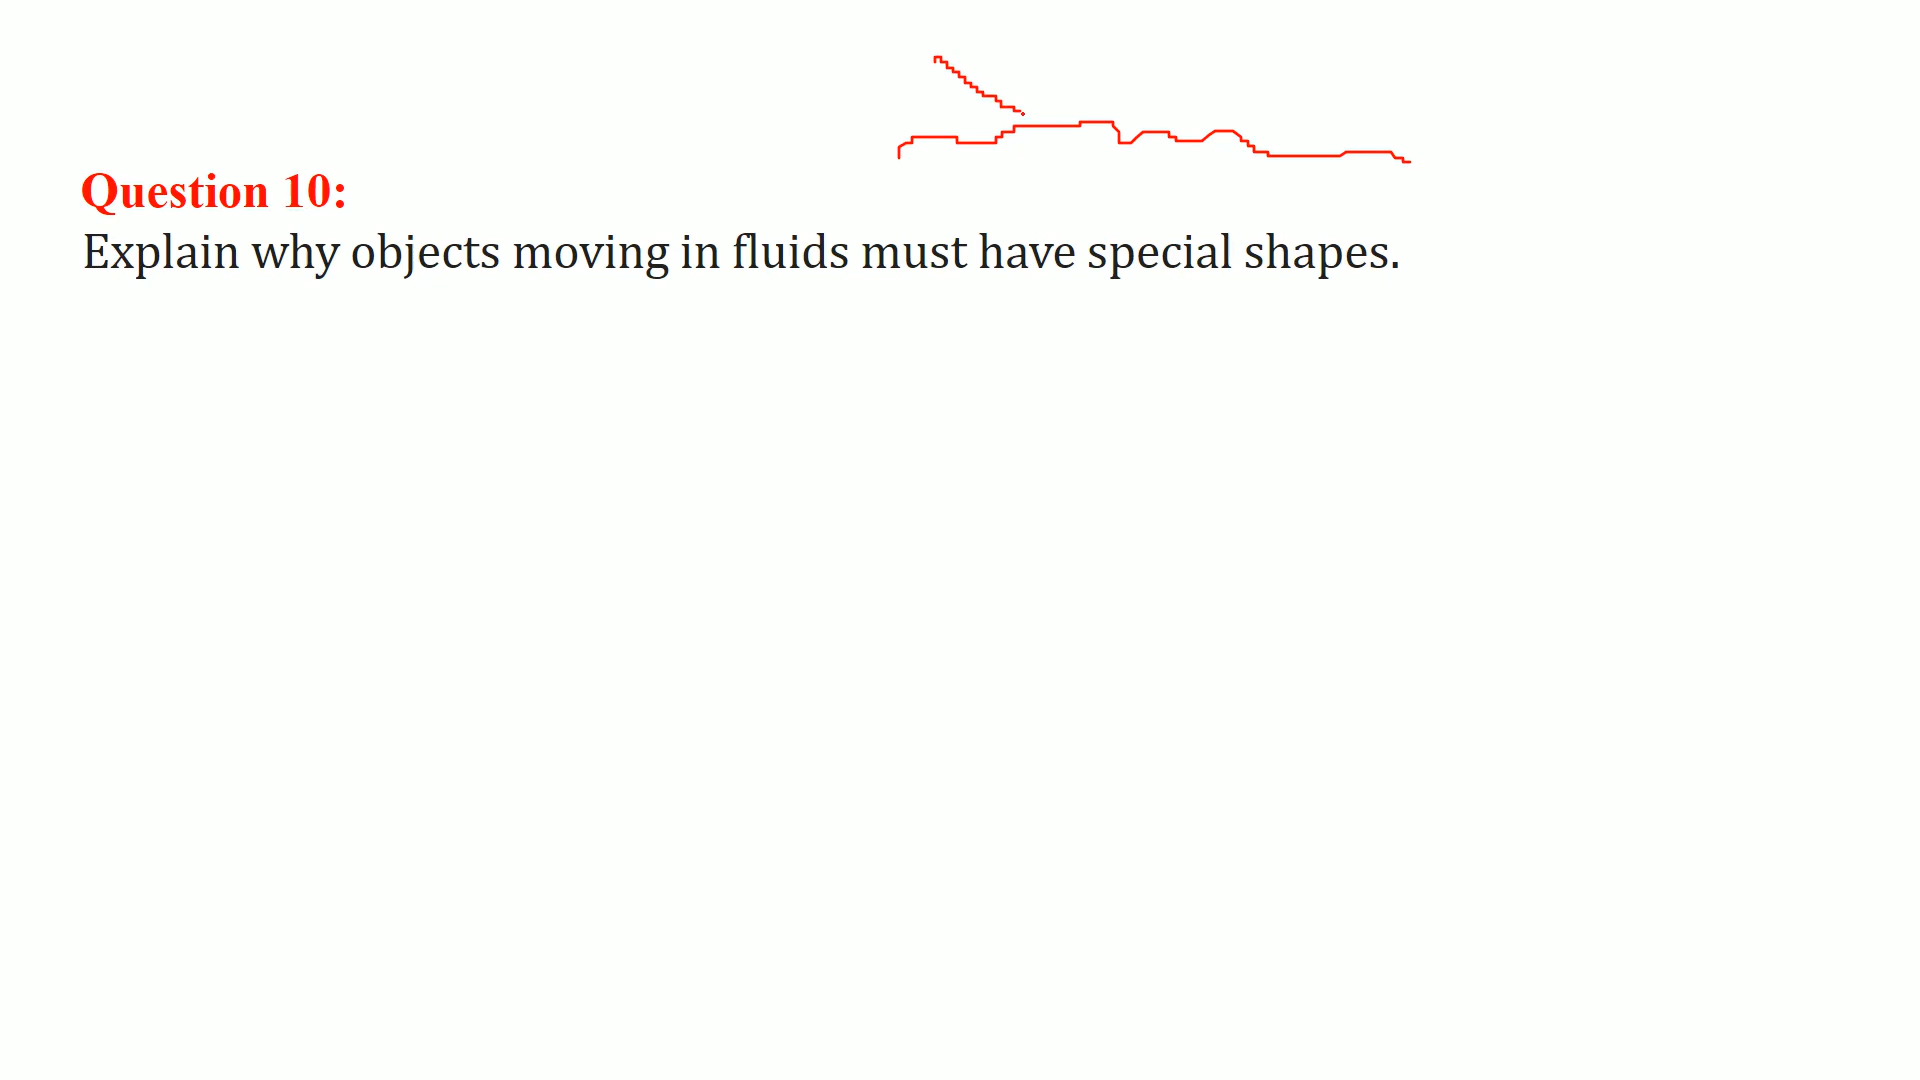 Question 10:
Explain why objects moving in fluids must have special shapes.